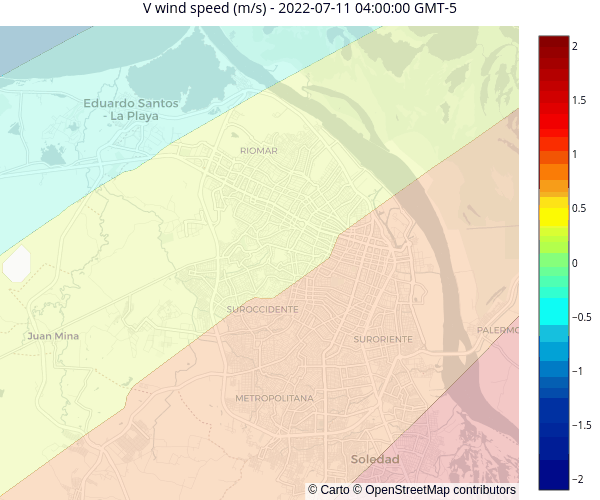 V wind speed (m/s) - 2022-07-11 04:00:00 GMT-5
Eduardo Santos
- La Playa
RIOMAR
SUROCCIDENTE
Juan Mina
SURORIENTE
PALERMO
METROPOLITANA
Soledad
© Carto © OpenStreetMap contributors
2
1.5
1
0.5
0
−0.5
−1
−1.5
−2